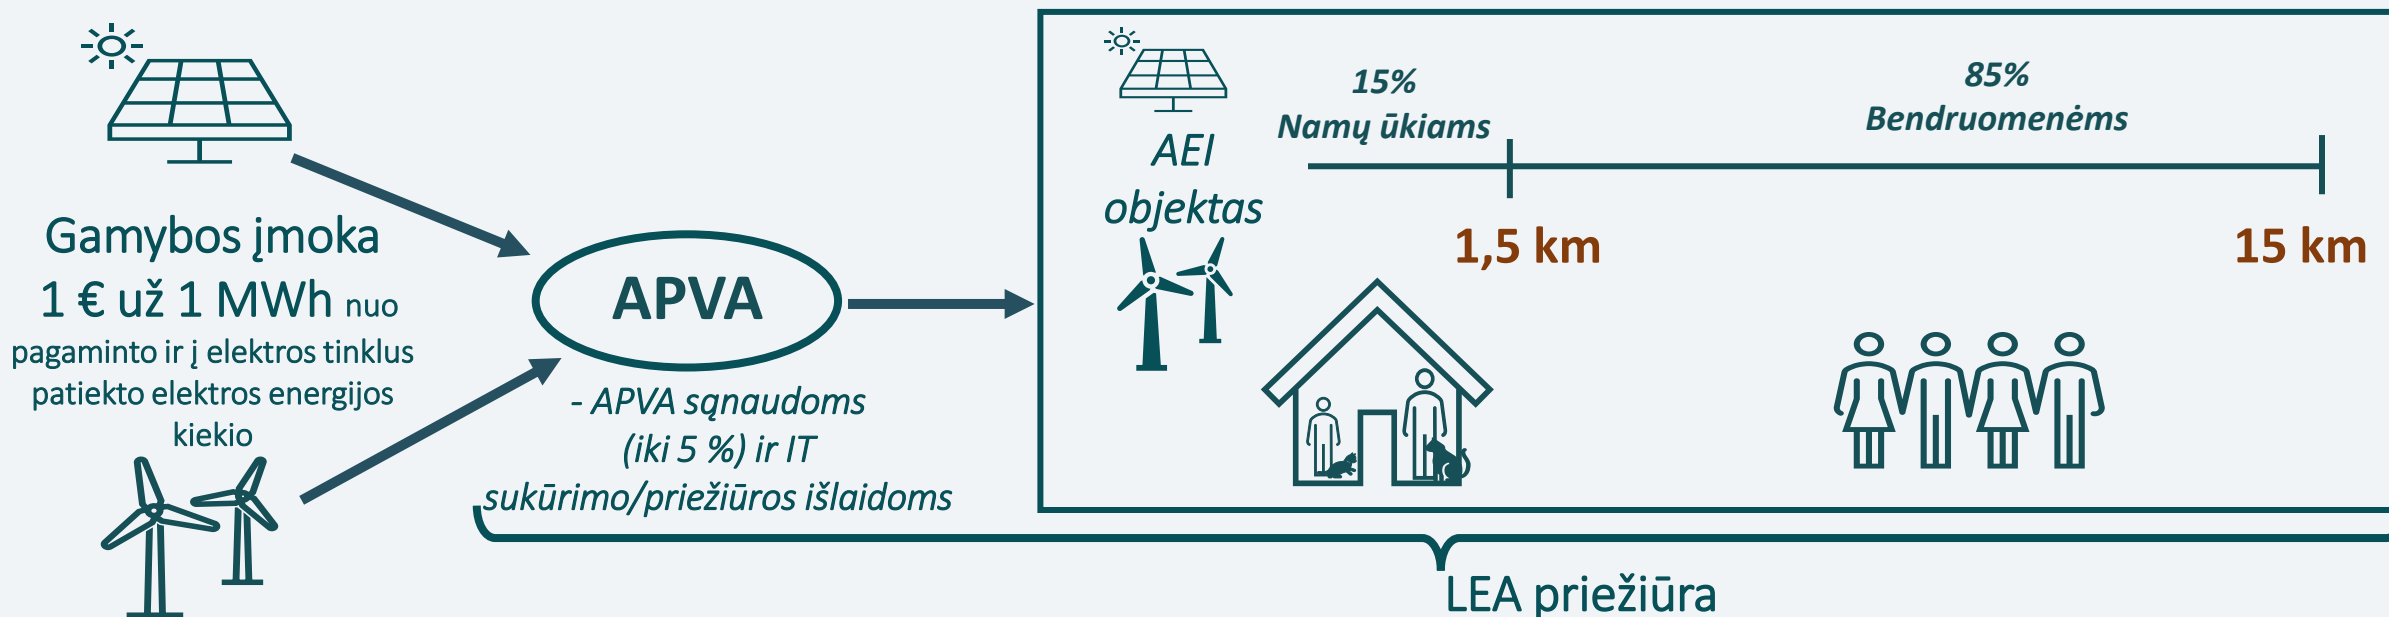 Gamybos įmoka
1 € už 1 MWh nuo
pagaminto ir į elektros tinklus
patiekto elektros energijos
kiekio
APVA
- APVA sąnaudoms
(iki 5 %) ir IT
sukūrimo/priežiūros išlaidoms
AEI
objektas
15%
Namų ūkiams
85%
Bendruomenėms
1,5 km
15 km
LEA priežiūra